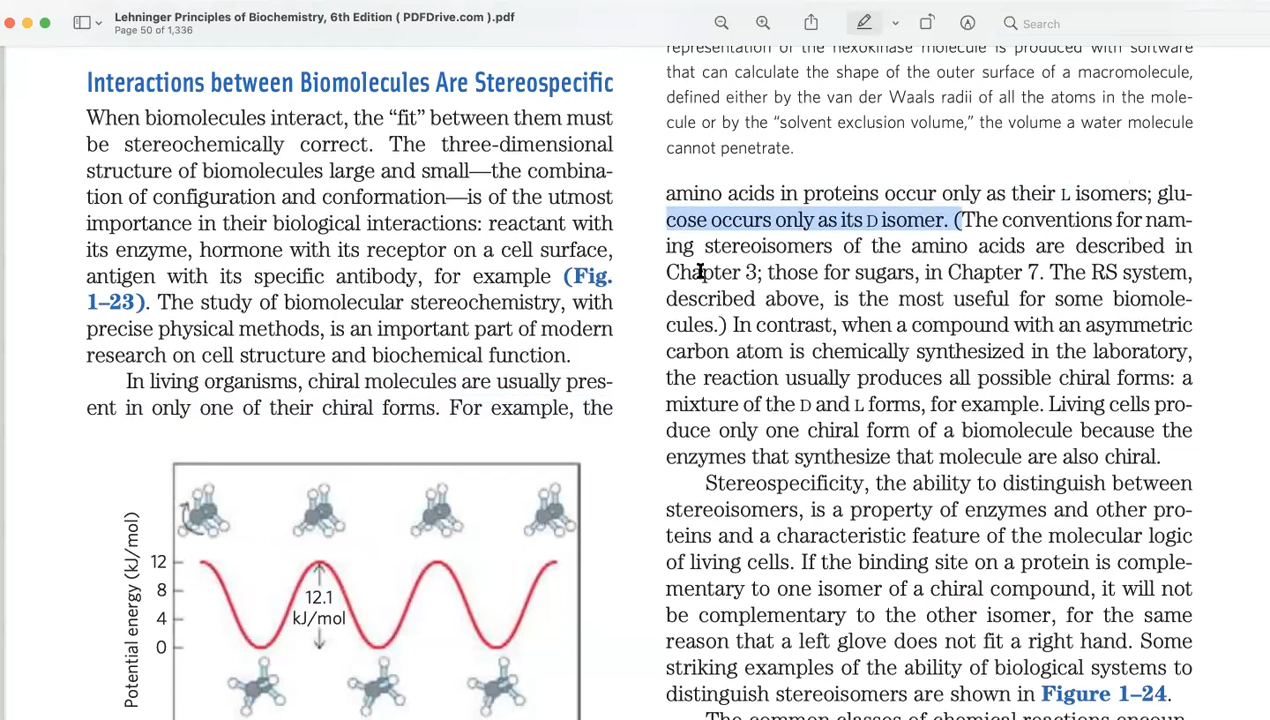 Lehninger Principles of Biochemistry, 6th Edition ( PDFDrive.com ).pdf
Page 50 of 1,336
Search
Interactions between Biomolecules Are Stereospecific
When biomolecules interact, the “fit” between them must
be stereochemically correct. The three-dimensional
structure of biomolecules large and small—the combina-
tion of configuration and conformation—is of the utmost
importance in their biological interactions: reactant with
its enzyme, hormone with its receptor on a cell surface,
antigen with its specific antibody, for example (Fig.
1–23). The study of biomolecular stereochemistry, with
precise physical methods, is an important part of modern
research on cell structure and biochemical function.
In living organisms, chiral molecules are usually pres-
ent in only one of their chiral forms. For example, the
Potential energy (kJ/mol)
12
8
4
0
12.1
kJ/mol
representation of the hexokinase molecule is produced with software
that can calculate the shape of the outer surface of a macromolecule,
defined either by the van der Waals radii of all the atoms in the mole-
cule or by the “solvent exclusion volume,” the volume a water molecule
cannot penetrate.
amino acids in proteins occur only as their L isomers; glu-
cose occurs only as its D isomer. (The conventions for nam-
ing stereoisomers of the amino acids are described in
Chapter 3; those for sugars, in Chapter 7. The RS system,
described above, is the most useful for some biomole-
cules.) In contrast, when a compound with an asymmetric
carbon atom is chemically synthesized in the laboratory,
the reaction usually produces all possible chiral forms: a
mixture of the D and L forms, for example. Living cells pro-
duce only one chiral form of a biomolecule because the
enzymes that synthesize that molecule are also chiral.
Stereospecificity, the ability to distinguish between
stereoisomers, is a property of enzymes and other pro-
teins and a characteristic feature of the molecular logic
of living cells. If the binding site on a protein is comple-
mentary to one isomer of a chiral compound, it will not
be complementary to the other isomer, for the same
reason that a left glove does not fit a right hand. Some
striking examples of the ability of biological systems to
distinguish stereoisomers are shown in Figure 1–24.
The common classes of chemical reactions encoun-